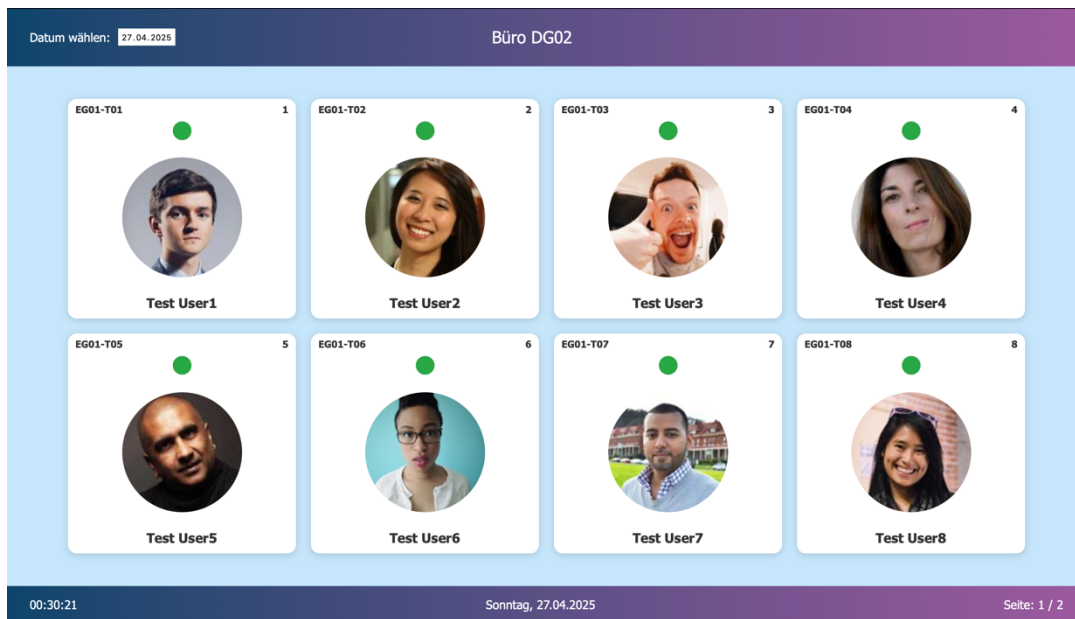 Datum wählen: 27.04.2025 Büro DG02
EG01-T01 1 EG01-T02 2 EG01-T03 3 EG01-T04 4
Test User1 Test User2 Test User3 Test User4
EG01-T05 5 EG01-T06 6 EG01-T07 7 EG01-T08 8
Test User5 Test User6 Test User7 Test User8
00:30:21 Sonntag, 27.04.2025 Seite: 1 / 2